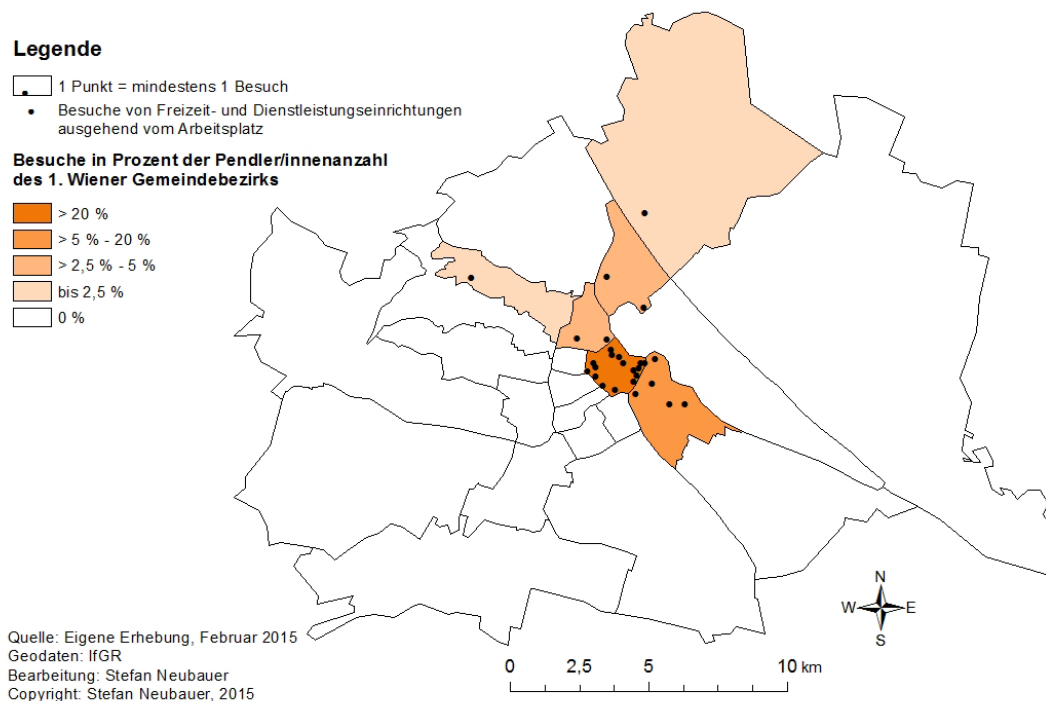 Legende
1 Punkt = mindestens 1 Besuch
Besuche von Freizeit- und Dienstleistungseinrichtungen
ausgehend vom Arbeitsplatz
Besuche in Prozent der Pendler/innenanzahl
des 1. Wiener Gemeindebezirks
> 20 %
> 5 % - 20 %
> 2,5 % - 5 %
bis 2,5 %
0 %
N
W E
S
Quelle: Eigene Erhebung, Februar 2015
Geodaten: IfGR
Bearbeitung: Stefan Neubauer
Copyright: Stefan Neubauer, 2015
0 2,5 5 10 km